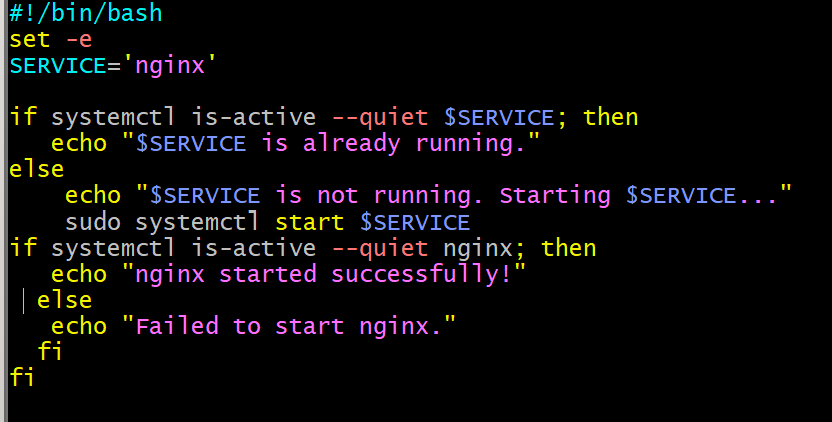 #!/bin/bash
set -e
SERVICE='nginx'

if systemctl is-active --quiet $SERVICE; then
   echo "$SERVICE is already running."
else
    echo "$SERVICE is not running. Starting $SERVICE..."
    sudo systemctl start $SERVICE
if systemctl is-active --quiet nginx; then
   echo "nginx started successfully!"
  else
   echo "Failed to start nginx."
  fi
fi